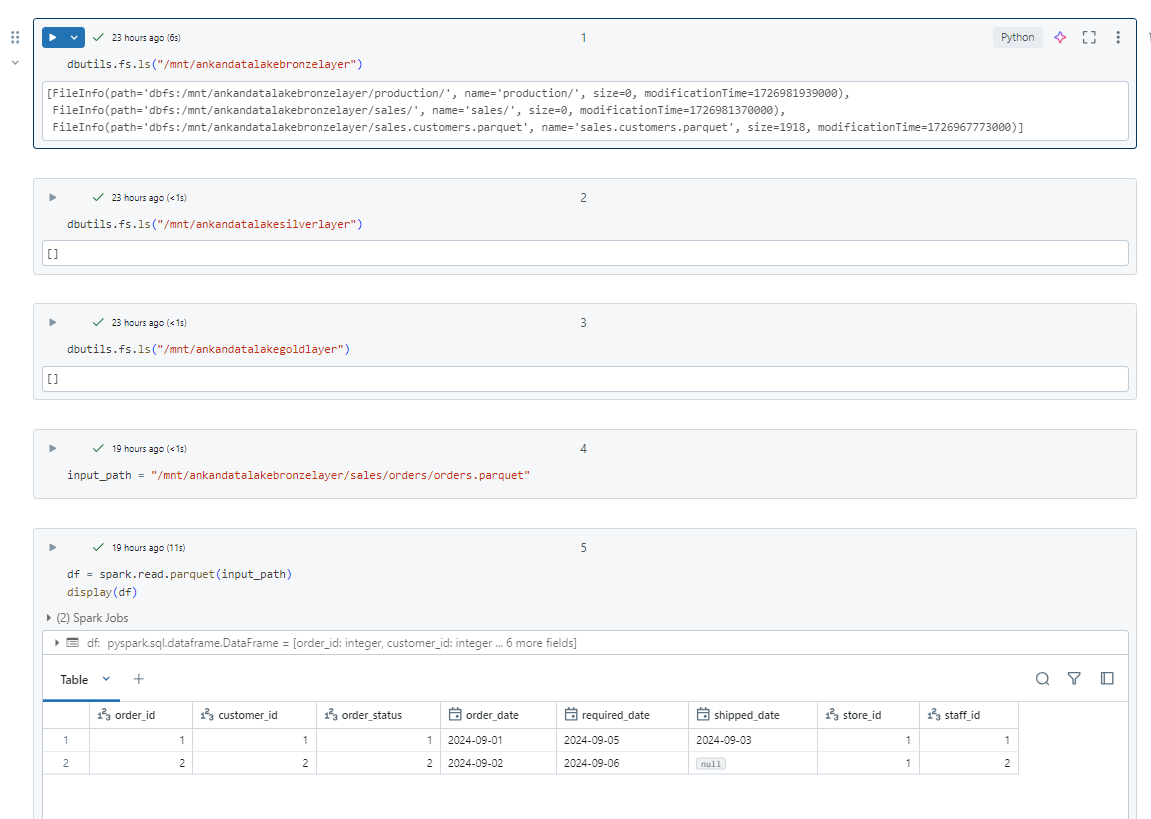 23 hours ago (6s) 1 Python
dbutils.fs.ls("/mnt/ankandatalakebronzelayer")
[FileInfo(path='dbfs:/mnt/ankandatalakebronzelayer/production/', name='production/', size=0, modificationTime=1726981939000),
FileInfo(path='dbfs:/mnt/ankandatalakebronzelayer/sales/', name='sales/', size=0, modificationTime=1726981370000),
FileInfo(path='dbfs:/mnt/ankandatalakebronzelayer/sales.customers.parquet', name='sales.customers.parquet', size=1918, modificationTime=1726967773000)]
23 hours ago (<1s) 2
dbutils.fs.ls("/mnt/ankandatalakesilverlayer")
[]
23 hours ago (<1s) 3
dbutils.fs.ls("/mnt/ankandatalakegoldlayer")
[]
19 hours ago (<1s) 4
input_path = "/mnt/ankandatalakebronzelayer/sales/orders/orders.parquet"
19 hours ago (11s) 5
df = spark.read.parquet(input_path)
display(df)
(2) Spark Jobs
df: pyspark.sql.dataframe.DataFrame = [order_id: integer, customer_id: integer ... 6 more fields]
Table +
123 order_id 123 customer_id 123 order_status order_date required_date shipped_date 123 store_id 123 staff_id
1 1 1 1 2024-09-01 2024-09-05 2024-09-03 1 1
2 2 2 2 2024-09-02 2024-09-06 null 1 2